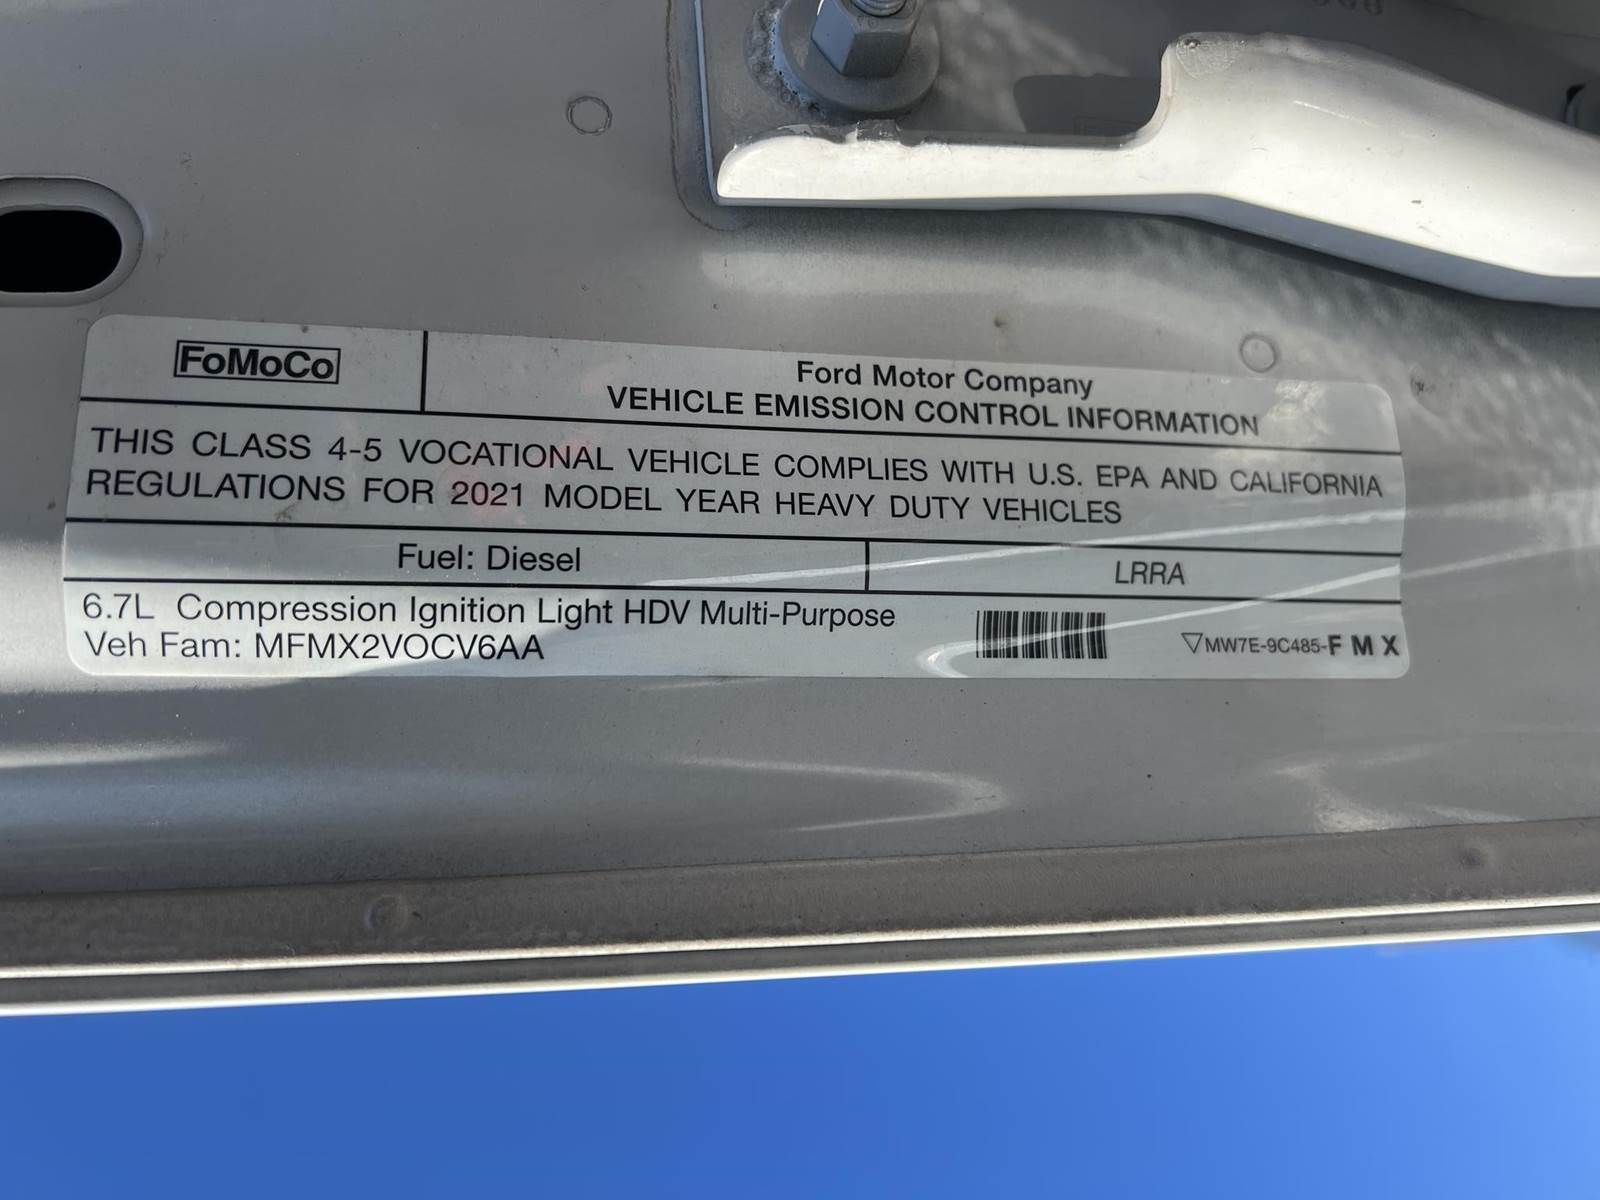 FoMoCo
Ford Motor Company
VEHICLE EMISSION CONTROL INFORMATION
THIS CLASS 4-5 VOCATIONAL VEHICLE COMPLIES WITH U.S. EPA AND CALIFORNIA
REGULATIONS FOR 2021 MODEL YEAR HEAVY DUTY VEHICLES
Fuel: Diesel
LRRA
6.7L Compression Ignition Light HDV Multi-Purpose
Veh Fam: MFMX2VOCV6AA
▽MW7E-9C485-F M X